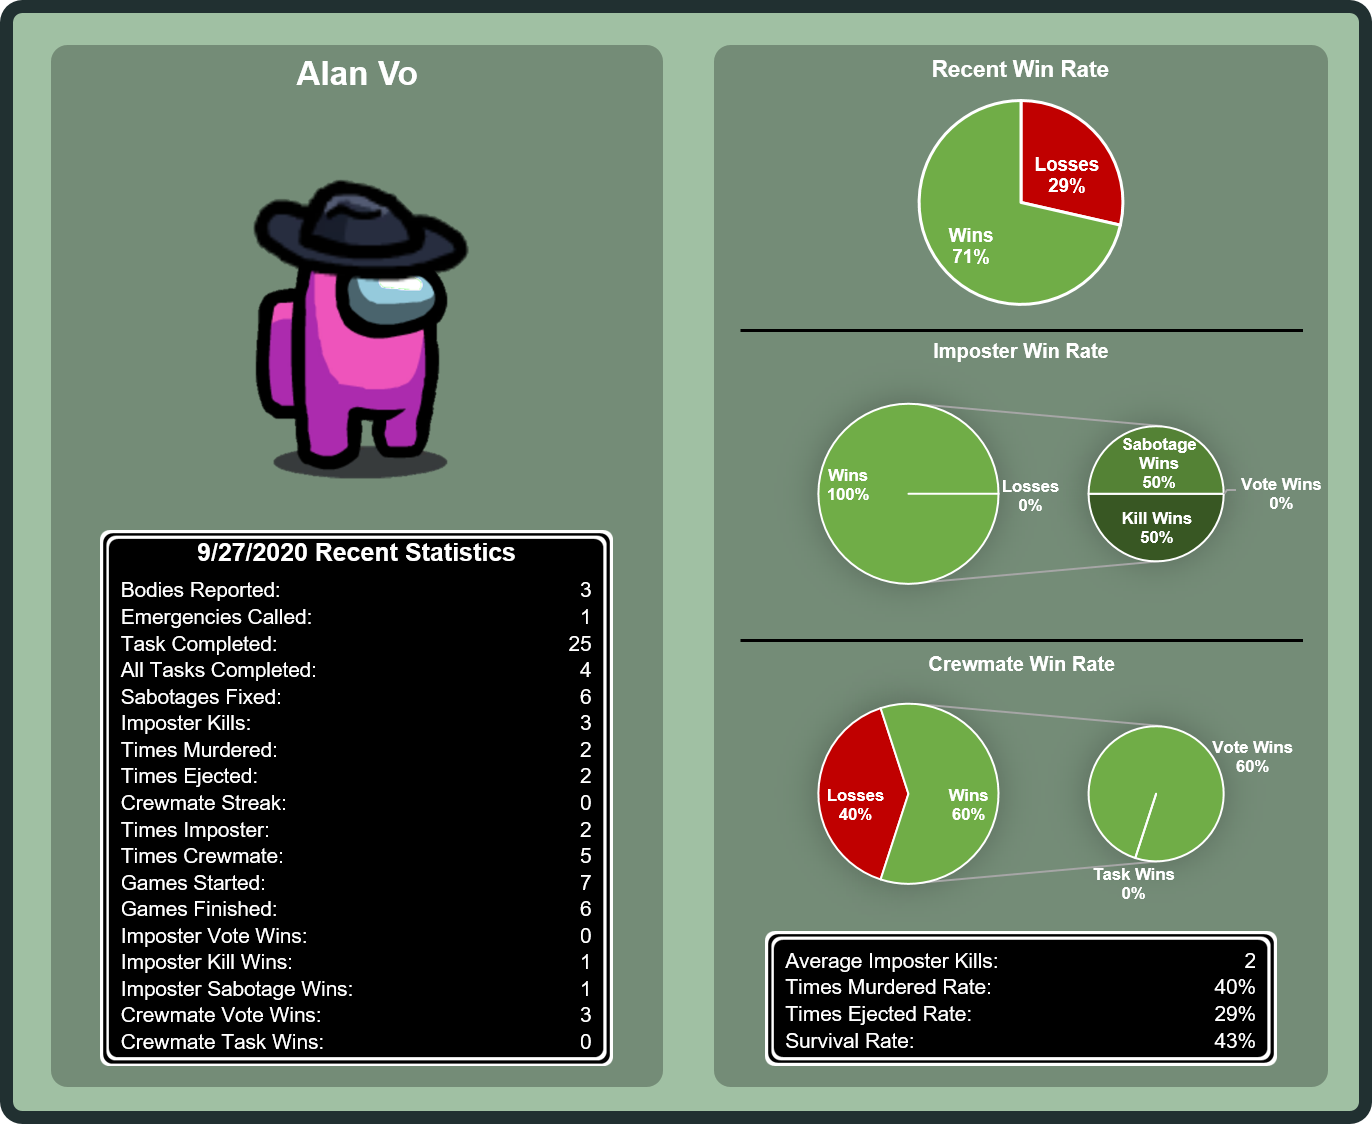 Alan Vo
9/27/2020 Recent Statistics
Bodies Reported: 3
Emergencies Called: 1
Task Completed: 25
All Tasks Completed: 4
Sabotages Fixed: 6
Imposter Kills: 3
Times Murdered: 2
Times Ejected: 2
Crewmate Streak: 0
Times Imposter: 2
Times Crewmate: 5
Games Started: 7
Games Finished: 6
Imposter Vote Wins: 0
Imposter Kill Wins: 1
Imposter Sabotage Wins: 1
Crewmate Vote Wins: 3
Crewmate Task Wins: 0
Recent Win Rate
Losses
29%
Wins
71%
Imposter Win Rate
Wins
100%
Losses
0%
Sabotage
Wins
50%
Kill Wins
50%
Vote Wins
0%
Crewmate Win Rate
Losses
40%
Wins
60%
Vote Wins
60%
Task Wins
0%
Average Imposter Kills: 2
Times Murdered Rate: 40%
Times Ejected Rate: 29%
Survival Rate: 43%